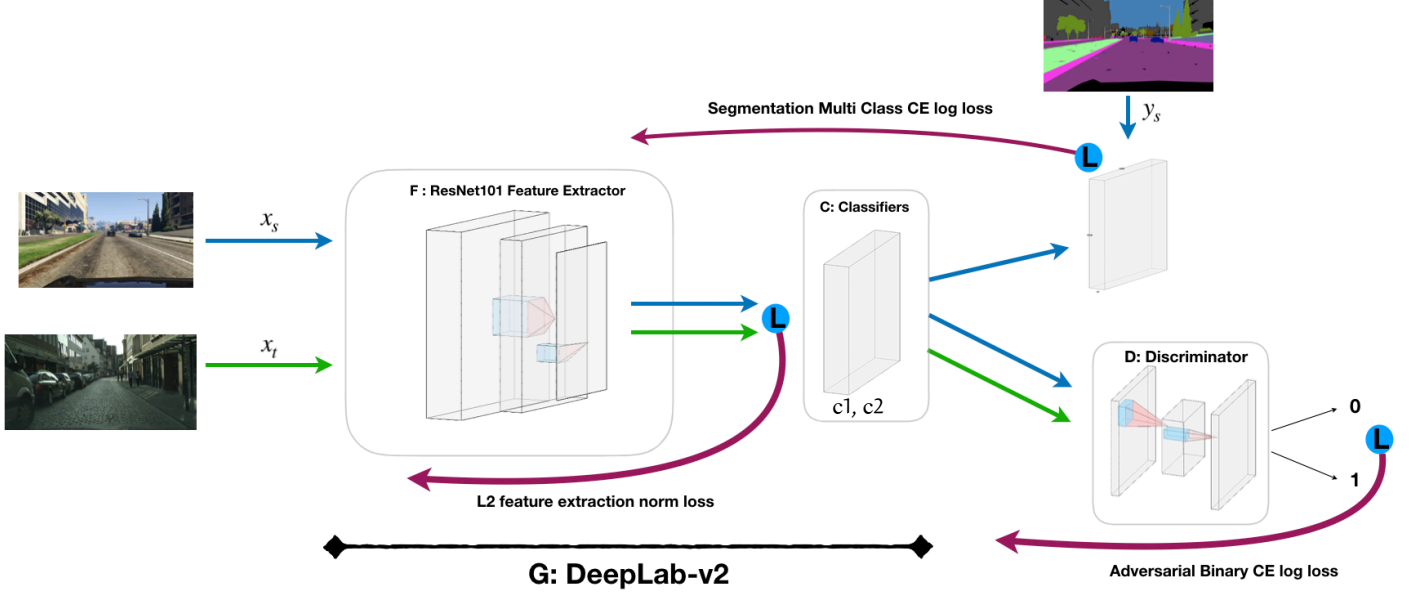 Segmentation Multi Class CE log loss
y_s
L
F : ResNet101 Feature Extractor
C: Classifiers
x_s
L
x_t
D: Discriminator
c1, c2
0
L
1
L2 feature extraction norm loss
G: DeepLab-v2
Adversarial Binary CE log loss